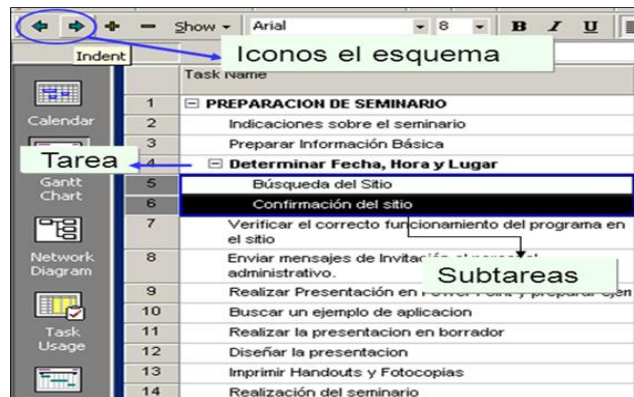 Show Arial 8 B I U
Indent
Iconos el esquema
Task Name
Calendar
1 PREPARACION DE SEMINARIO
2 Indicaciones sobre el seminario
3 Preparar Información Básica
Tarea
4 Determinar Fecha, Hora y Lugar
Gantt
Chart
5 Búsqueda del Sitio
6 Confirmación del sitio
7 Verificar el correcto funcionamiento del programa en
el sitio
Network
Diagram
8 Enviar mensajes de
administrativo.
Subtareas
9 Realizar Presentación en Power Point y preparar
10 Buscar un ejemplo de aplicacion
Task
Usage
11 Realizar la presentacion en borrador
12 Diseñar la presentacion
13 Imprimir Handouts y Fotocopias
14 Realización del seminario